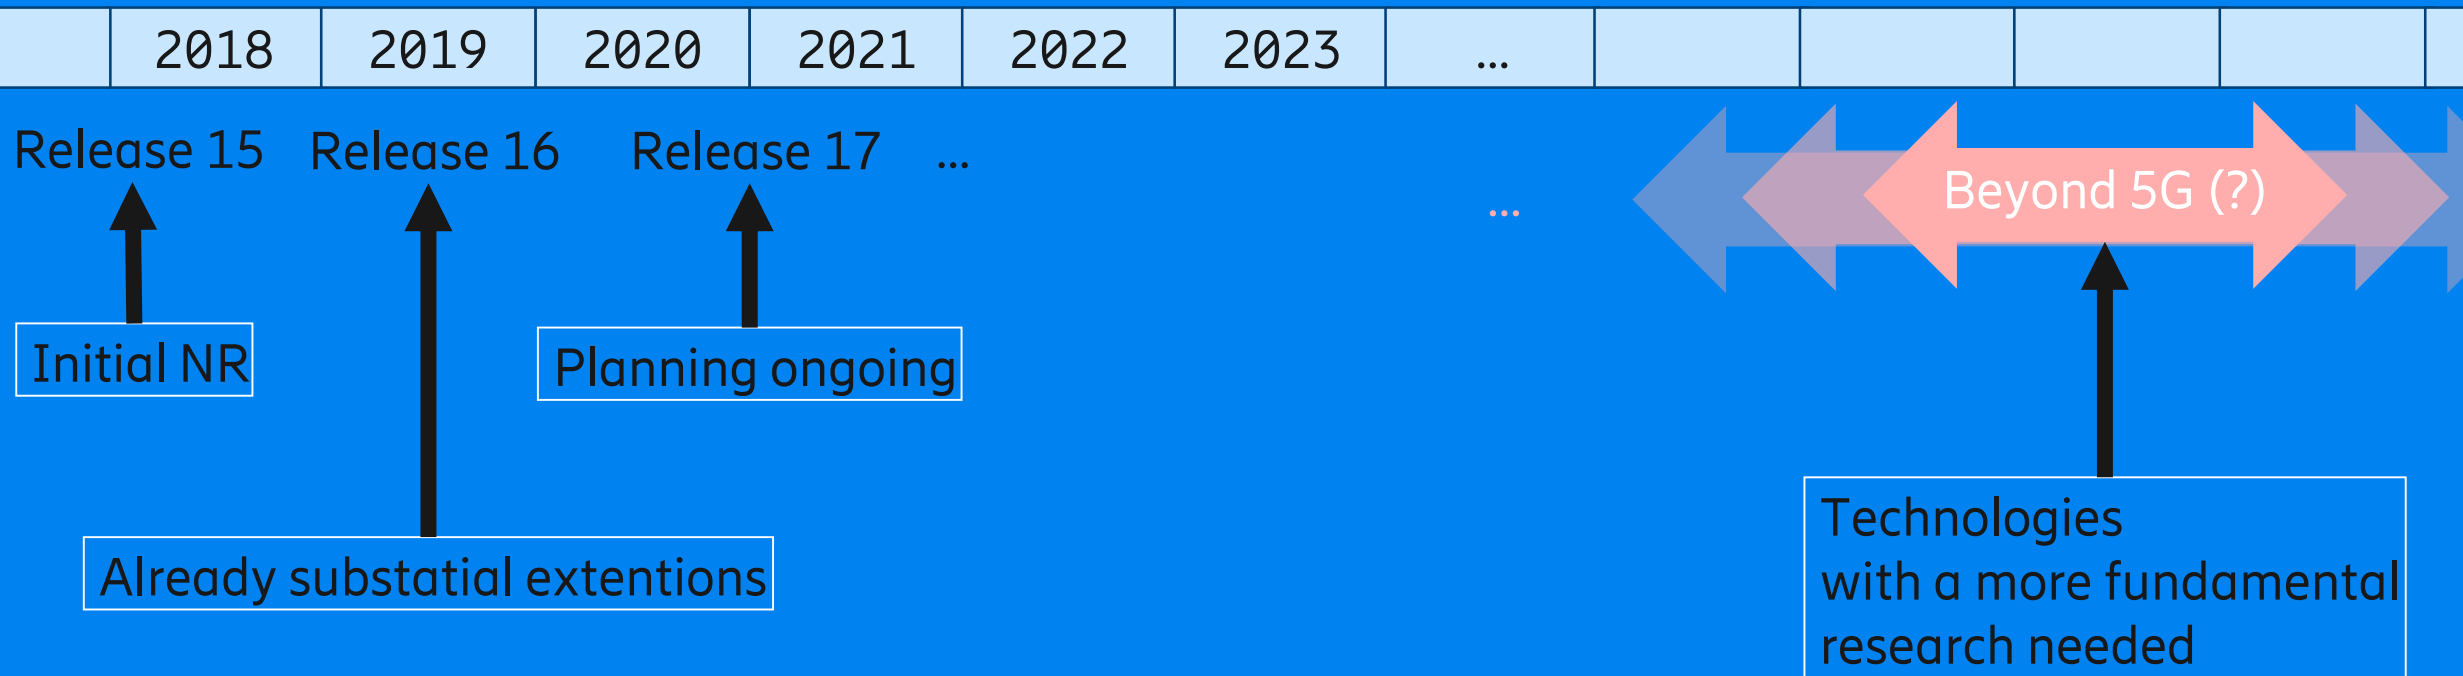 2018 2019 2020 2021 2022 2023 ...
Release 15 Release 16 Release 17 ...
... Beyond 5G (?)
Initial NR
Planning ongoing
Already substatial extentions
Technologies
with a more fundamental
research needed